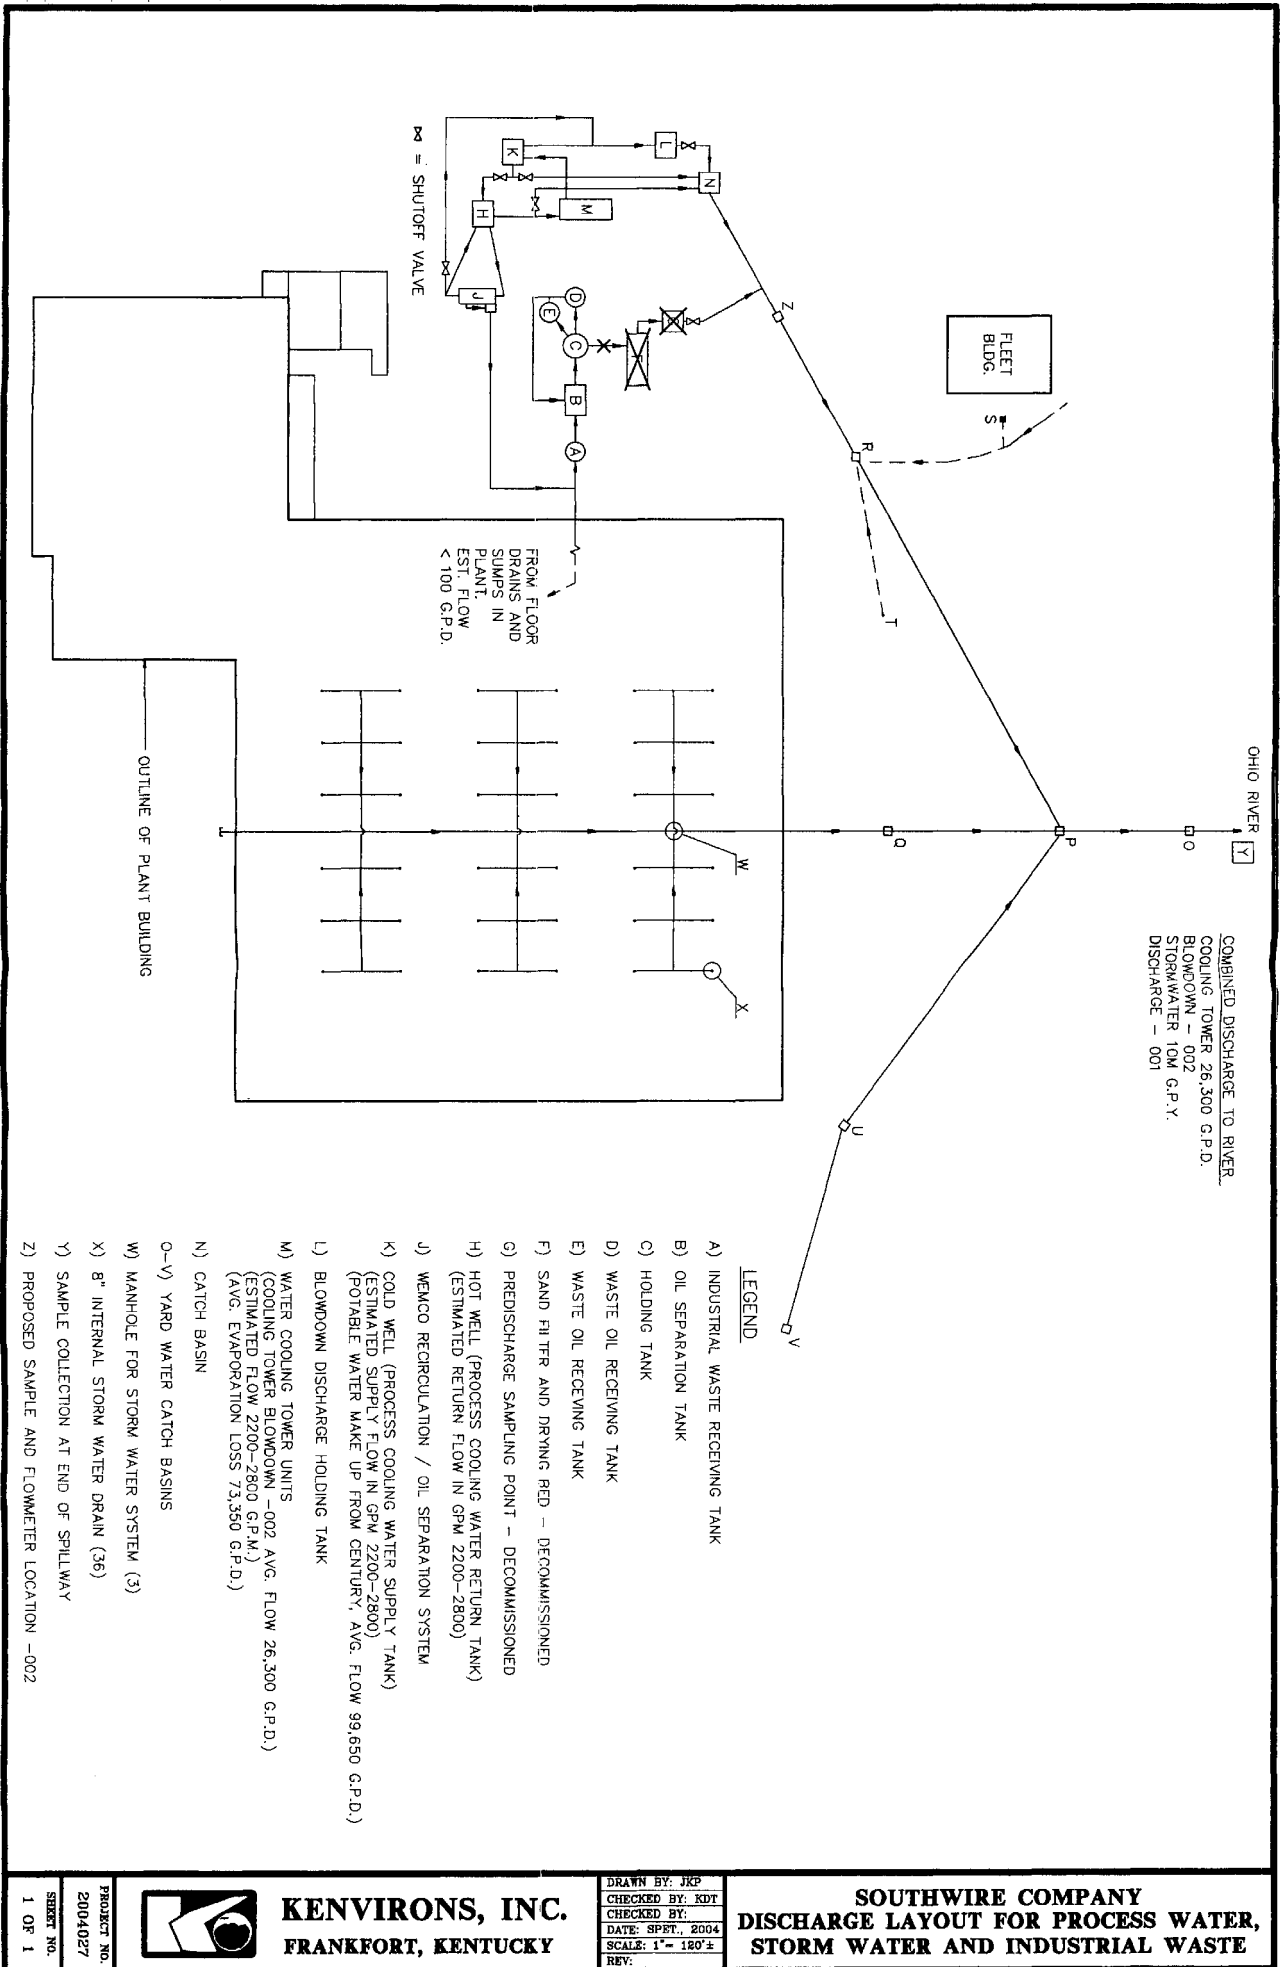 OHIO RIVER
Y
COMBINED DISCHARGE TO RIVER
COOLING TOWER 26,300 G.P.D.
BLOWDOWN - 002
STORMWATER 10M G.P.Y.
DISCHARGE - 001
O
P
Q
U
V
FLEET
BLDG.
S
R
T
Z
N
L
K
M
H
J
⋈ = SHUTOFF VALVE
D
E
C
B
A
FROM FLOOR
DRAINS AND
SUMPS IN
PLANT.
EST. FLOW
< 100 G.P.D.
W
X
OUTLINE OF PLANT BUILDING
LEGEND
A) INDUSTRIAL WASTE RECEIVING TANK
B) OIL SEPARATION TANK
C) HOLDING TANK
D) WASTE OIL RECEIVING TANK
E) WASTE OIL RECEIVING TANK
F) SAND FILTER AND DRYING BED - DECOMMISSIONED
G) PREDISCHARGE SAMPLING POINT - DECOMMISSIONED
H) HOT WELL (PROCESS COOLING WATER RETURN TANK)
(ESTIMATED RETURN FLOW IN GPM 2200-2800)
J) WEMCO RECIRCULATION / OIL SEPARATION SYSTEM
K) COLD WELL (PROCESS COOLING WATER SUPPLY TANK)
(ESTIMATED SUPPLY FLOW IN GPM 2200-2800)
(POTABLE WATER MAKE UP FROM CENTURY, AVG. FLOW 99,650 G.P.D.)
L) BLOWDOWN DISCHARGE HOLDING TANK
M) WATER COOLING TOWER UNITS
(COOLING TOWER BLOWDOWN -002 AVG. FLOW 26,300 G.P.D.)
(ESTIMATED FLOW 2200-2800 G.P.M.)
(AVG. EVAPORATION LOSS 73,350 G.P.D.)
N) CATCH BASIN
O-V) YARD WATER CATCH BASINS
W) MANHOLE FOR STORM WATER SYSTEM (3)
X) 8" INTERNAL STORM WATER DRAIN (36)
Y) SAMPLE COLLECTION AT END OF SPILLWAY
Z) PROPOSED SAMPLE AND FLOWMETER LOCATION -002
SOUTHWIRE COMPANY
DISCHARGE LAYOUT FOR PROCESS WATER,
STORM WATER AND INDUSTRIAL WASTE
DRAWN BY: JKP
CHECKED BY: KDT
CHECKED BY:
DATE: SPET., 2004
SCALE: 1"= 120'±
REV:
KENVIRONS, INC.
FRANKFORT, KENTUCKY
PROJECT NO.
2004027
SHEET NO.
1 OF 1